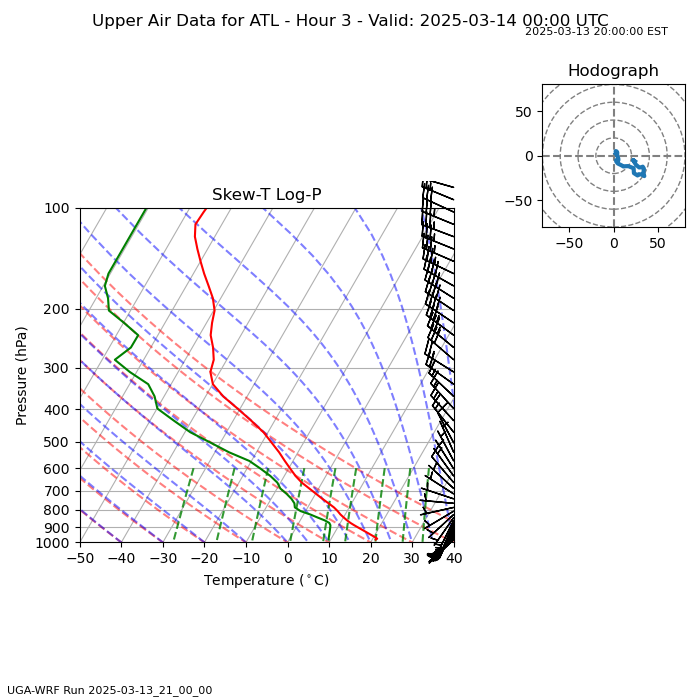 Upper Air Data for ATL - Hour 3 - Valid: 2025-03-14 00:00 UTC
2025-03-13 20:00:00 EST
Hodograph
50
0
−50
−50 0 50
Skew-T Log-P
100
200
300
400
500
600
700
800
900
1000
Pressure (hPa)
−50 −40 −30 −20 −10 0 10 20 30 40
Temperature (°C)
UGA-WRF Run 2025-03-13_21_00_00